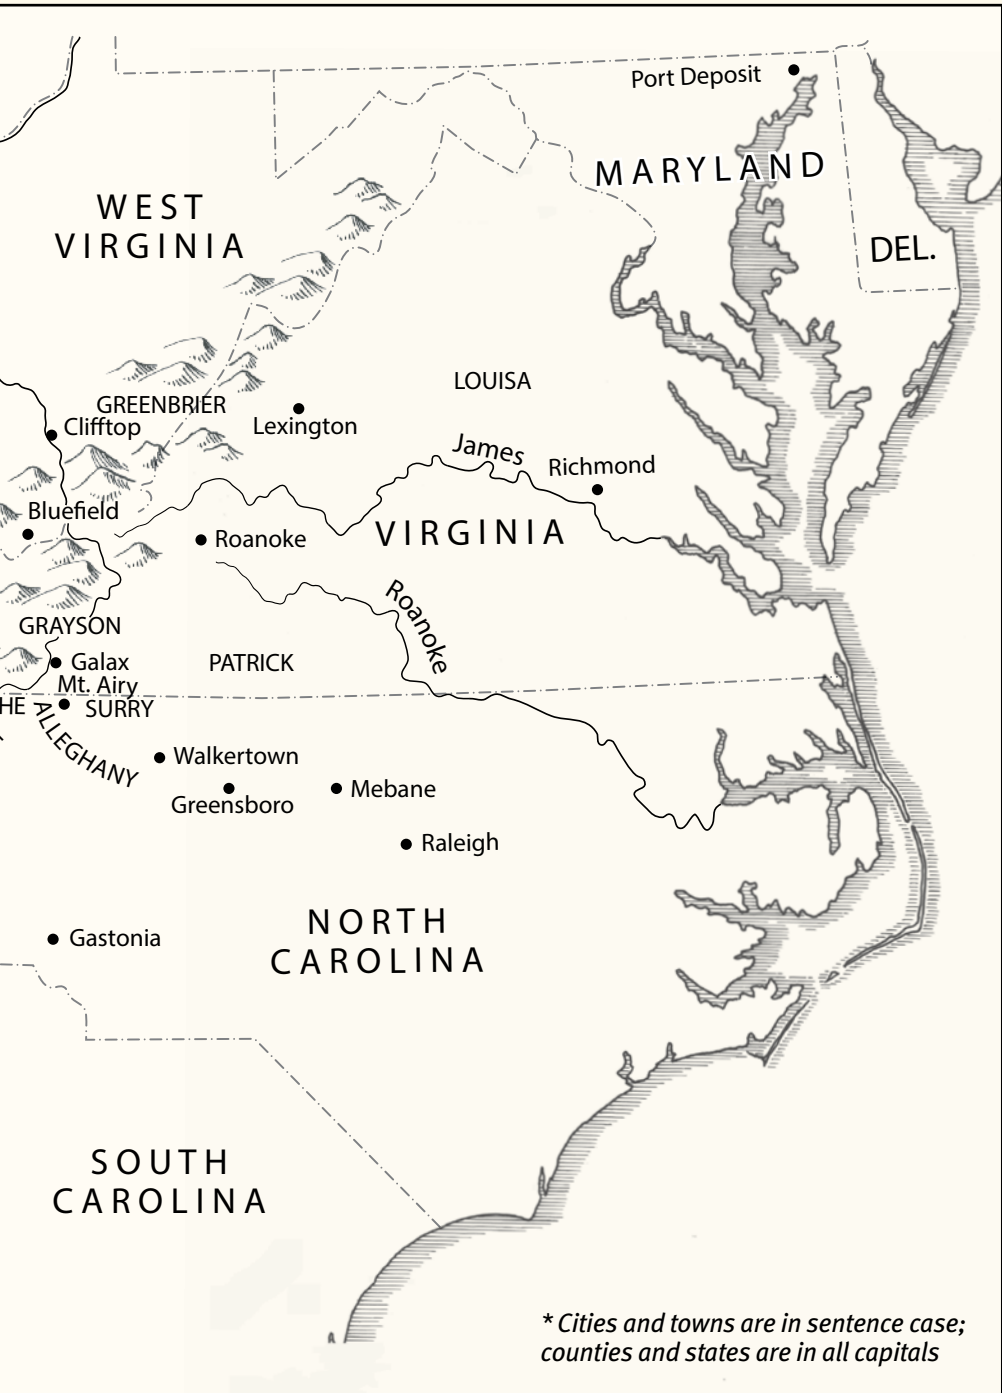 Port Deposit
MARYLAND
WEST
VIRGINIA
DEL.
LOUISA
GREENBRIER
Clifftop
Lexington
James
Richmond
Bluefield
VIRGINIA
Roanoke
Roanoke
GRAYSON
Galax
PATRICK
Mt. Airy
HE
SURRY
ALLEGHANY
Walkertown
Greensboro
Mebane
Raleigh
NORTH
CAROLINA
Gastonia
SOUTH
CAROLINA
* Cities and towns are in sentence case;
counties and states are in all capitals